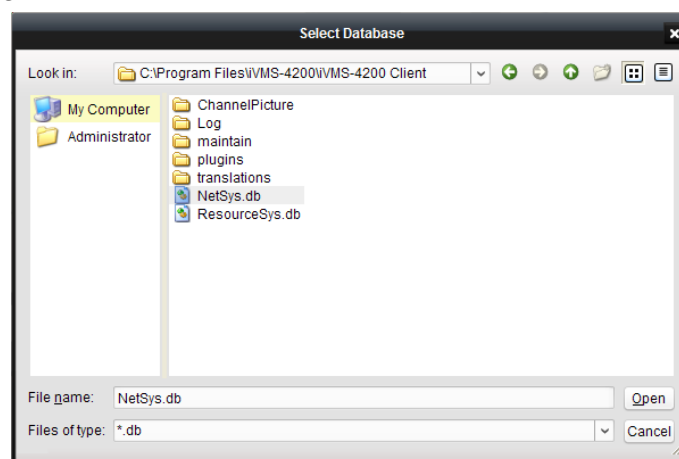 Select Database
Look in: C:\Program Files\iVMS-4200\iVMS-4200 Client
My Computer
Administrator
ChannelPicture
Log
maintain
plugins
translations
NetSys.db
ResourceSys.db
File name: NetSys.db Open
Files of type: *.db Cancel